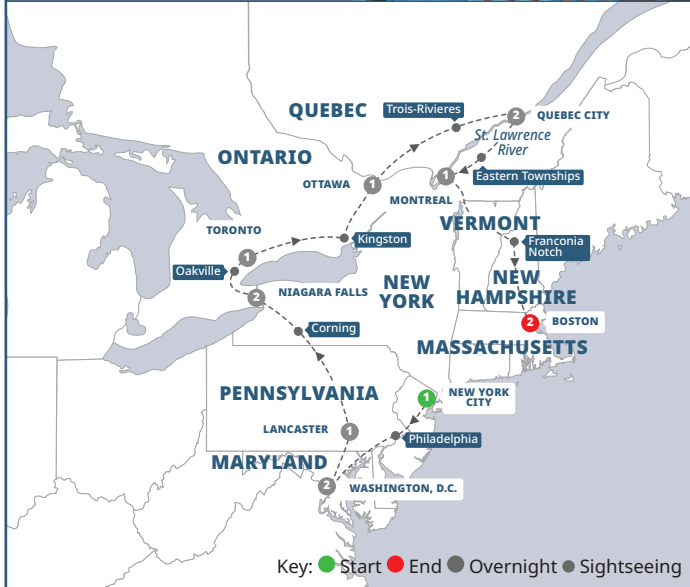 QUEBEC
Trois-Rivieres
2
QUEBEC CITY
St. Lawrence
River
ONTARIO
OTTAWA
1
1
Eastern Townships
MONTREAL
VERMONT
TORONTO
Kingston
Franconia
Notch
1
Oakville
NEW
YORK
NEW
HAMPSHIRE
2
NIAGARA FALLS
Corning
2
BOSTON
MASSACHUSETTS
PENNSYLVANIA
1
NEW YORK
CITY
LANCASTER
1
Philadelphia
MARYLAND
2
WASHINGTON, D.C.
Key: Start End Overnight Sightseeing